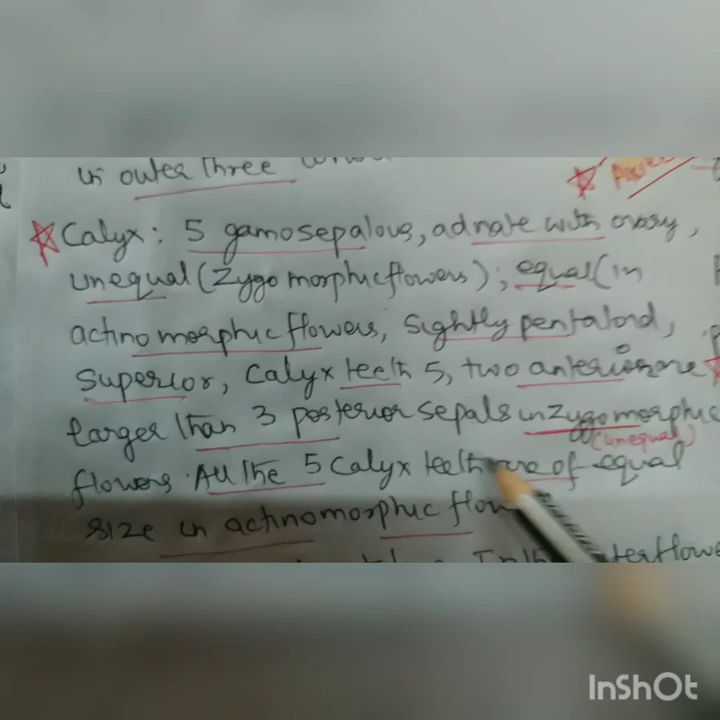 in outer three
Calyx: 5 gamosepalous, adnate with ovary,
unequal (Zygomorphic flowers); equal (in
actinomorphic flowers, sightly pentaloid,
superior, Calyx teeth 5, two anterior are
larger than 3 posterior sepals in zygomorphic
(unequal)
flowers. All the 5 Calyx teeth are of equal
size in actinomorphic flow
InShOt